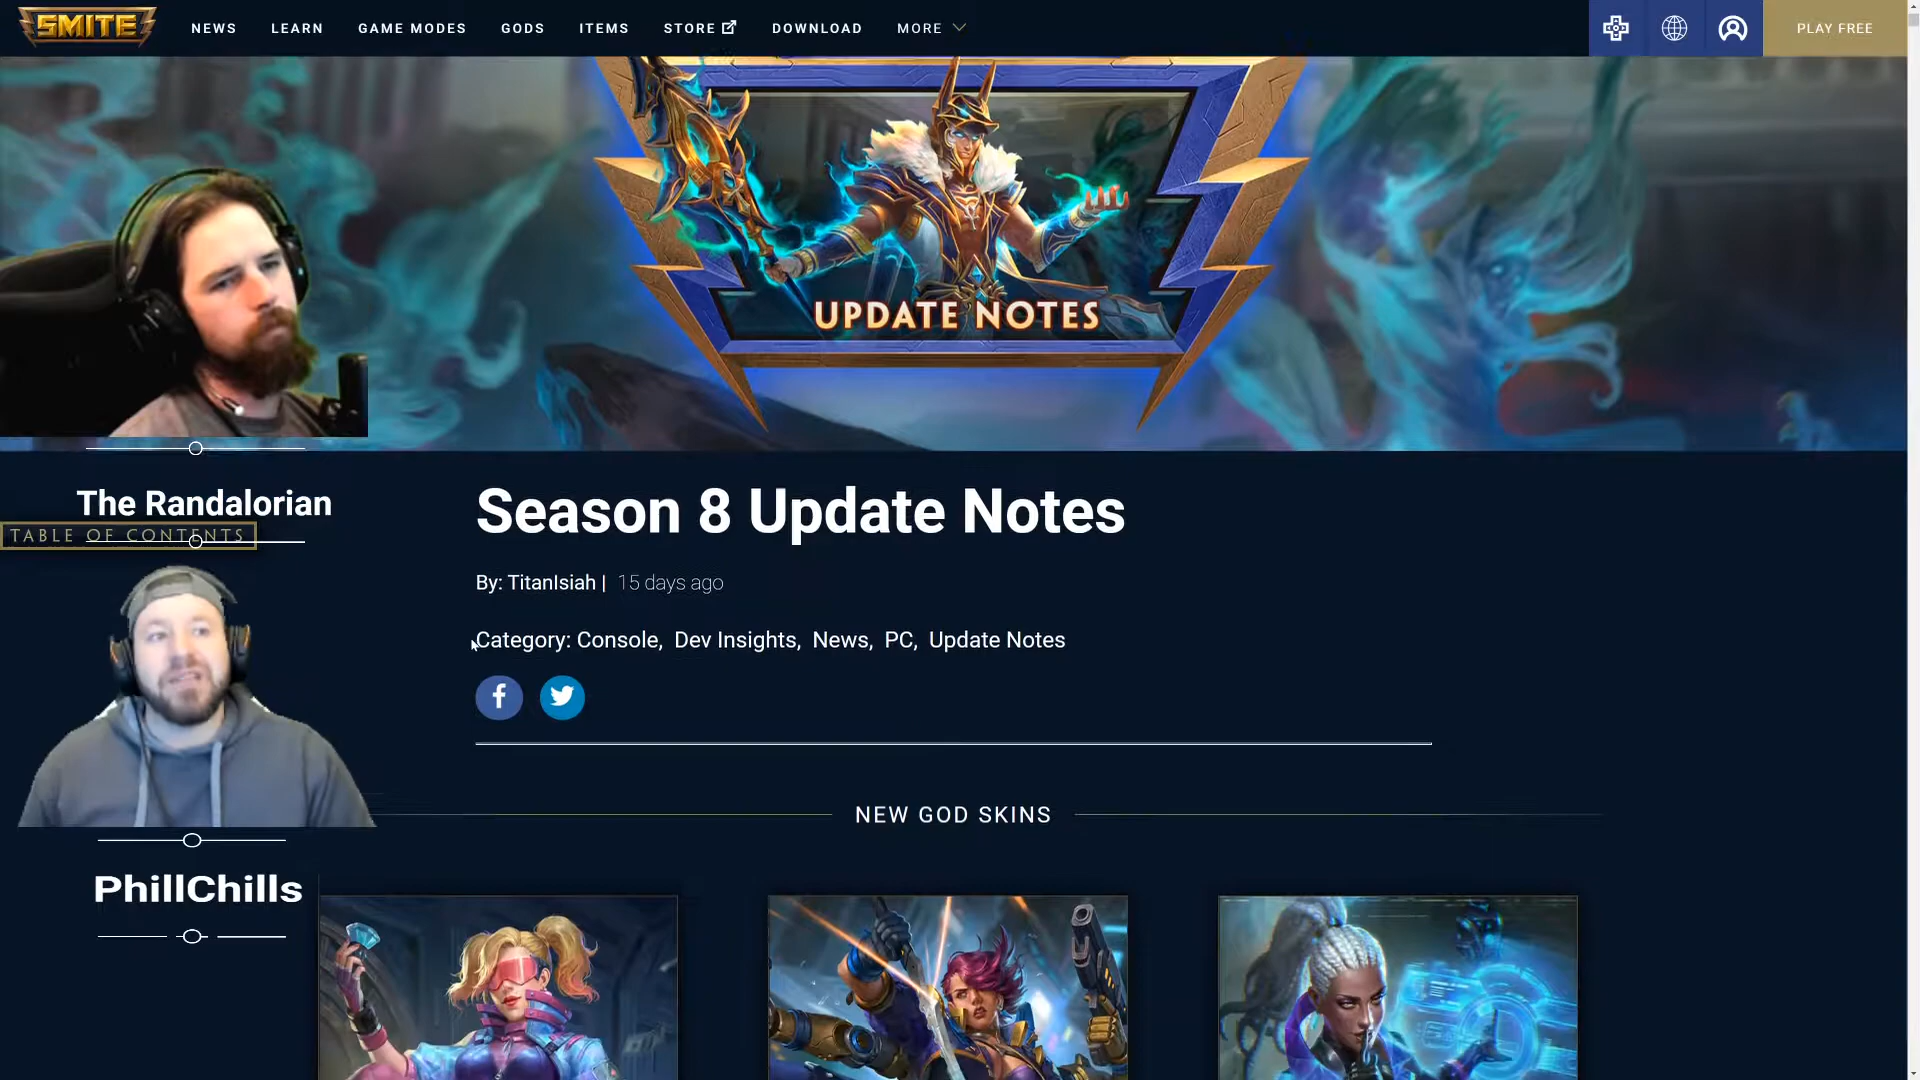 SMITE
NEWS LEARN GAME MODES GODS ITEMS STORE DOWNLOAD MORE PLAY FREE
UPDATE NOTES
The Randalorian
TABLE OF CONTENTS
Season 8 Update Notes
By: TitanIsiah | 15 days ago
Category: Console, Dev Insights, News, PC, Update Notes
NEW GOD SKINS
PhillChills